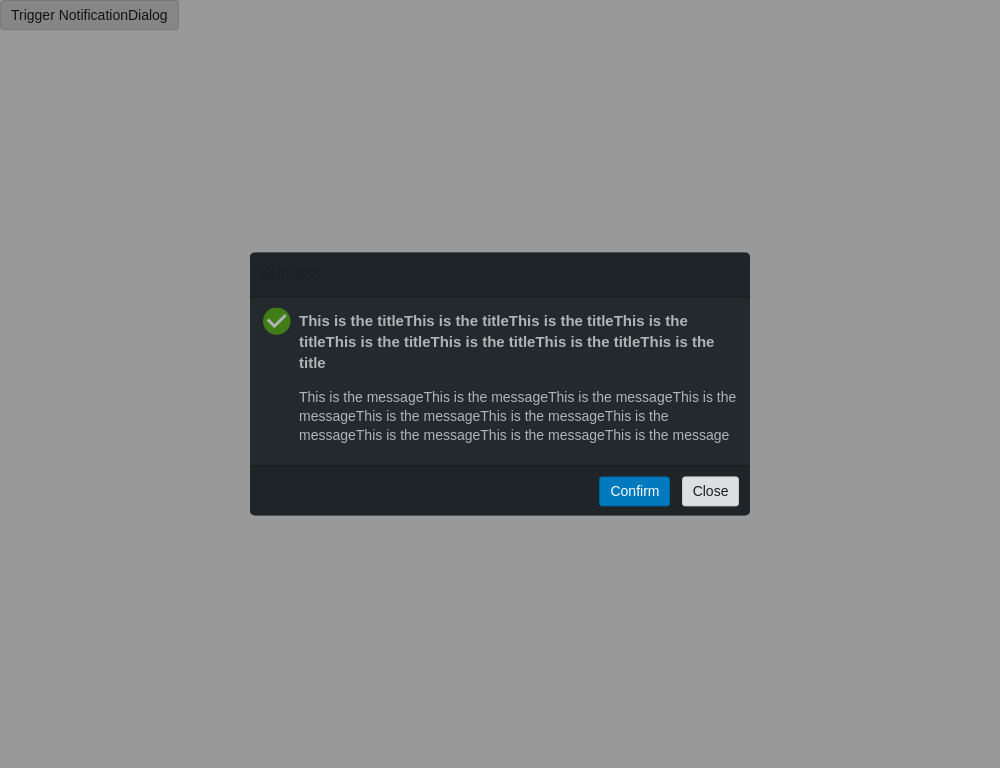 Trigger NotificationDialog
Success
This is the titleThis is the titleThis is the titleThis is the
titleThis is the titleThis is the titleThis is the titleThis is the
title
This is the messageThis is the messageThis is the messageThis is the
messageThis is the messageThis is the messageThis is the
messageThis is the messageThis is the messageThis is the message
Confirm
Close